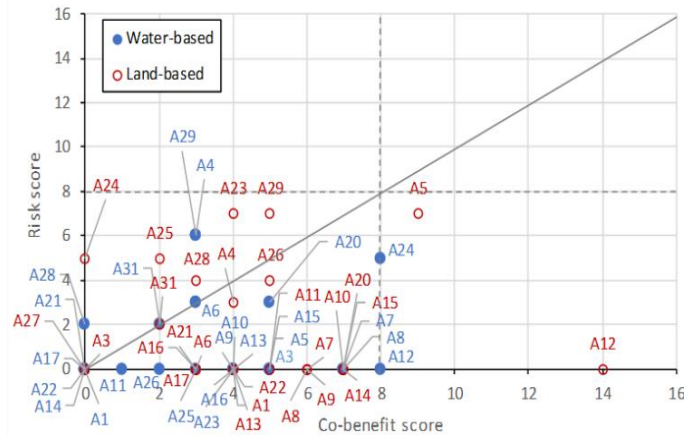 16
14
12
10
8
6
4
2
0
Risk score
Water-based
Land-based
A29
A4
A24
A23
A29
A5
A25
A28
A4
A26
A20
A24
A28
A31
A31
A21
A6
A11
A10
A20
A15
A27
A3
A21
A16
A6
A10
A9
A13
A15
A5
A7
A7
A8
A12
A12
A17
A22
A14
A1
A11
A26
A17
A25
A16
A23
A22
A1
A13
A3
A8
A9
A14
0 2 4 6 8 10 12 14 16
Co-benefit score